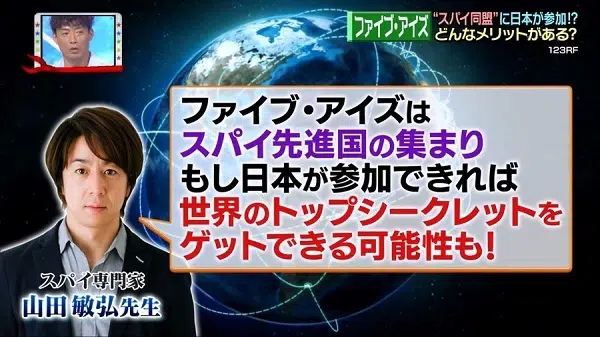 ファイブ・アイズ
“スパイ同盟”に日本が参加!?
どんなメリットがある?
123RF
ファイブ・アイズは
スパイ先進国の集まり
もし日本が参加できれば
世界のトップシークレットを
ゲットできる可能性も!
スパイ専門家
山田 敏弘先生